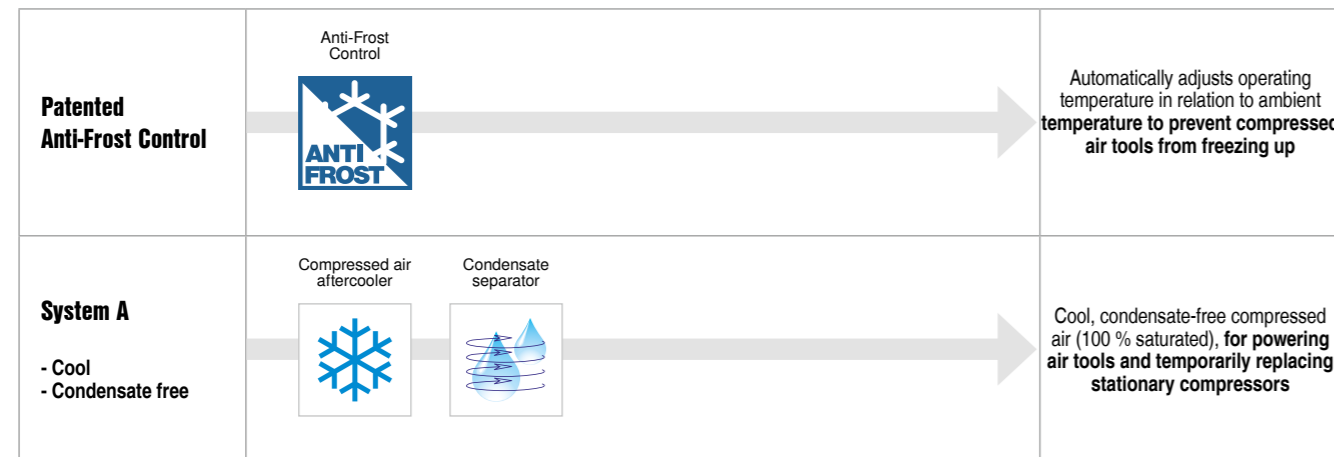 Anti-Frost
Control
Patented
Anti-Frost Control
ANTI
FROST
Automatically adjusts operating
temperature in relation to ambient
temperature to prevent compressed
air tools from freezing up
System A
- Cool
- Condensate free
Compressed air
aftercooler
Condensate
separator
Cool, condensate-free compressed
air (100 % saturated), for powering
air tools and temporarily replacing
stationary compressors